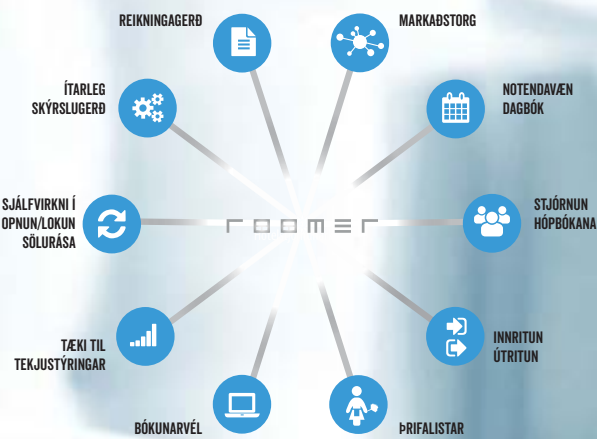 REIKNINGAGERÐ
MARKAÐSTORG
ÍTARLEG
SKÝRSLUGERÐ
NOTENDAVÆN
DAGBÓK
SJÁLFVIRKNI Í
OPNUN/LOKUN
SÖLURÁSA
roomer
STJÓRNUN
HÓPBÓKANA
TÆKI TIL
TEKJUSTÝRINGAR
INNRITUN
ÚTRITUN
BÓKUNARVÉL
ÞRIFALISTAR